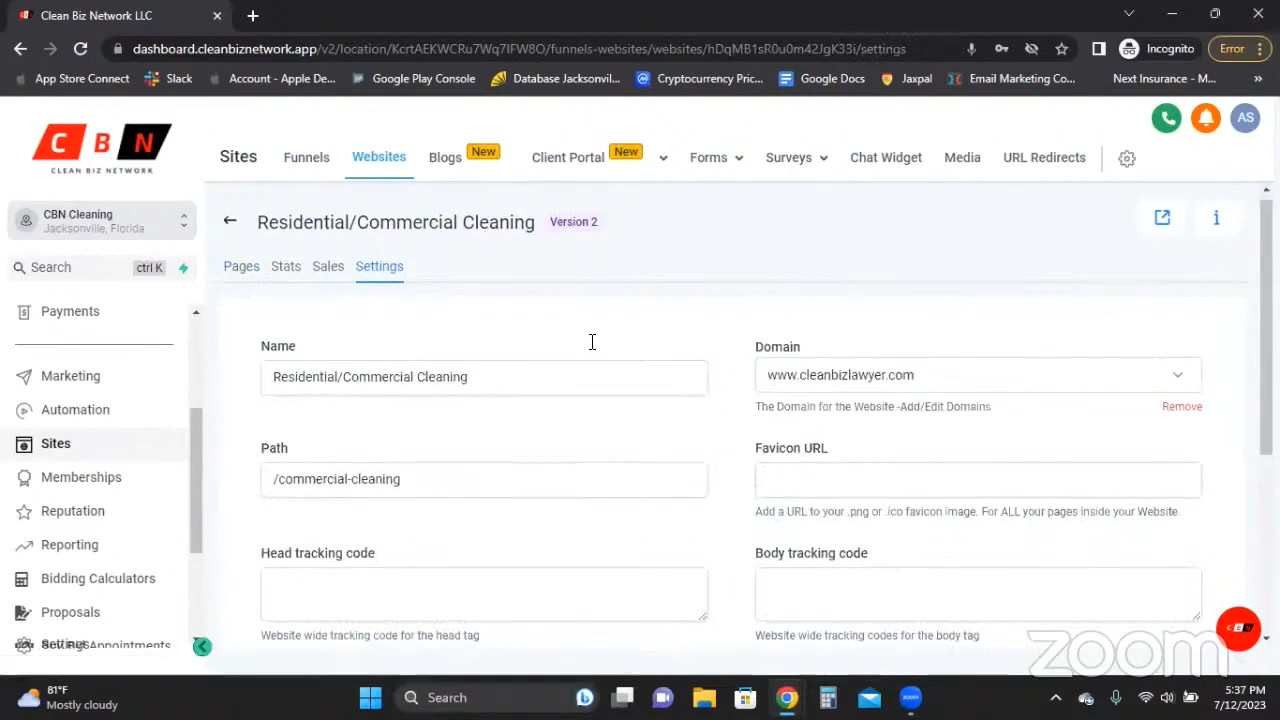 Clean Biz Network LLC
dashboard.cleanbiznetwork.app/v2/location/KcrtAEKWCRu7Wq7IFW8O/funnels-websites/websites/hDqMB1sR0u0m42JgK33i/settings
Incognito
Error
App Store Connect
Slack
Account - Apple De...
Google Play Console
Database Jacksonvil...
Cryptocurrency Pric...
Google Docs
Jaxpal
Email Marketing Co...
Next Insurance - M...
»
CBN
CLEAN BIZ NETWORK
AS
Sites
Funnels
Websites
Blogs
New
Client Portal
New
Forms
Surveys
Chat Widget
Media
URL Redirects
CBN Cleaning
Jacksonville, Florida
Search
ctrl K
Payments
Marketing
Automation
Sites
Memberships
Reputation
Reporting
Bidding Calculators
Proposals
Residential/Commercial Cleaning
Version 2
Pages
Stats
Sales
Settings
Name
Residential/Commercial Cleaning
Domain
www.cleanbizlawyer.com
The Domain for the Website -Add/Edit Domains
Remove
Path
/commercial-cleaning
Favicon URL
Add a URL to your .png or .ico favicon image. For ALL your pages inside your Website.
Head tracking code
Website wide tracking code for the head tag
Body tracking code
Website wide tracking codes for the body tag
CBN
zoom
81°F
Mostly cloudy
Search
zoom
5:37 PM
7/12/2023